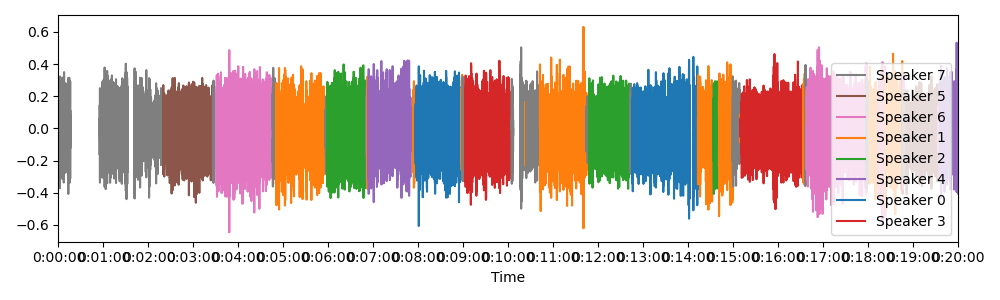 0.6
0.4
0.2
0.0
−0.2
−0.4
−0.6
0:00:00 0:01:00 0:02:00 0:03:00 0:04:00 0:05:00 0:06:00 0:07:00 0:08:00 0:09:00 0:10:00 0:11:00 0:12:00 0:13:00 0:14:00 0:15:00 0:16:00 0:17:00 0:18:00 0:19:00 0:20:00
Time
Speaker 7
Speaker 5
Speaker 6
Speaker 1
Speaker 2
Speaker 4
Speaker 0
Speaker 3